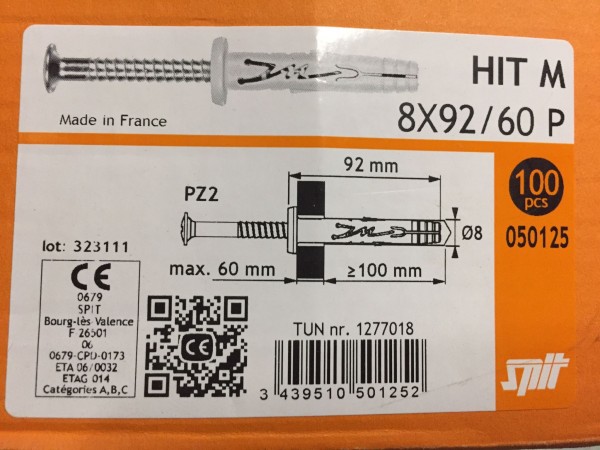 HIT M
8X92/60 P
Made in France
100
pcs
050125
92 mm
PZ2
Ø8
lot: 323111
max. 60 mm
≥100 mm
CE
0679
SPIT
Bourg-lès-Valence
F 26501
06
0679-CPD-0173
ETA 06/0032
ETAG 014
Catégories A,B,C
CE
TUN nr. 1277018
3 439510 501252
Spit